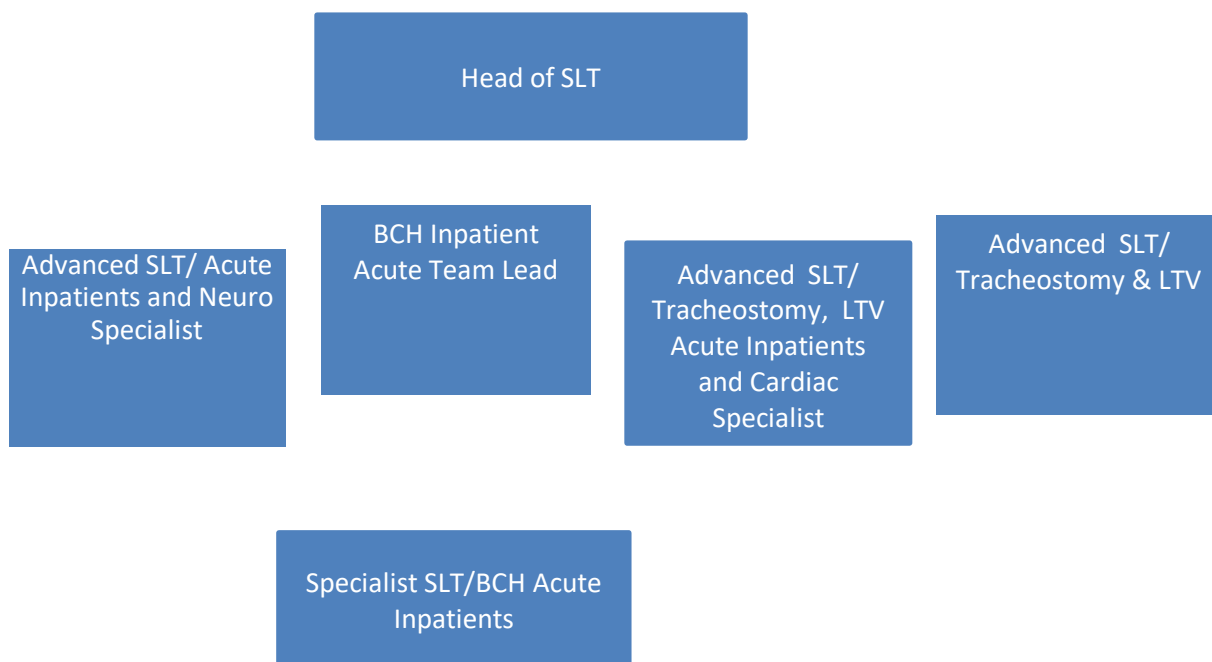 Head of SLT
Advanced SLT/ Acute
Inpatients and Neuro
Specialist
BCH Inpatient
Acute Team Lead
Advanced  SLT/
Tracheostomy,  LTV
Acute Inpatients
and Cardiac
Specialist
Advanced  SLT/
Tracheostomy & LTV
Specialist SLT/BCH Acute
Inpatients